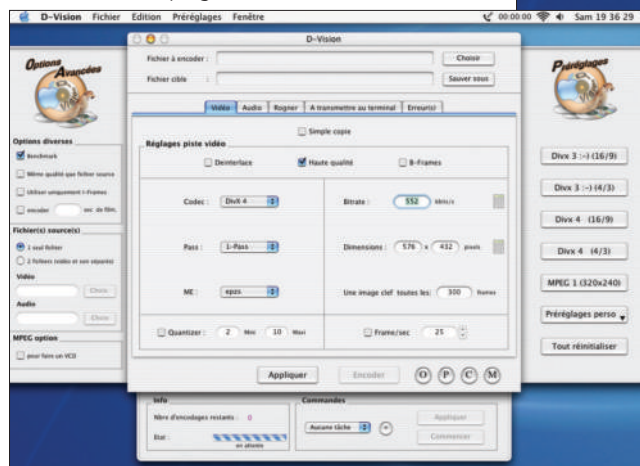 D-Vision Fichier Edition Préréglages Fenêtre 00:00:00 Sam 19 36 29
D-Vision
Options Avancées
Options diverses
Benchmark
Même qualité que fichier source
Utiliser uniquement I-Frames
encoder sec de film.
Fichier(s) source(s)
1 seul fichier
2 fichiers (vidéo et son séparés)
Vidéo
Choix
Audio
Choix
MPEG option
pour faire un VCD
Fichier à encoder :
Choisir
Fichier cible :
Sauver sous
Vidéo Audio Rogner A transmettre au terminal Erreur(s)
Simple copie
Réglages piste vidéo
Deinterlace Haute qualité B-Frames
Codec : DivX 4 Bitrate : 552 kbits/s
Pass : 1-Pass Dimensions : 576 x 432 pixels
ME : epzs Une image clef toutes les: 300 frames
Quantizer : 2 Mini 10 Maxi Frame/sec 25
Appliquer Encoder O P C M
Préréglages
Divx 3 :-) (16/9)
Divx 3 :-) (4/3)
Divx 4 (16/9)
Divx 4 (4/3)
MPEG 1 (320x240)
Préréglages perso
Tout réinitialiser
Info
Nbre d'encodages restants : 0
Etat :
en attente
Commandes
Aucune tâche
Appliquer
Commencer